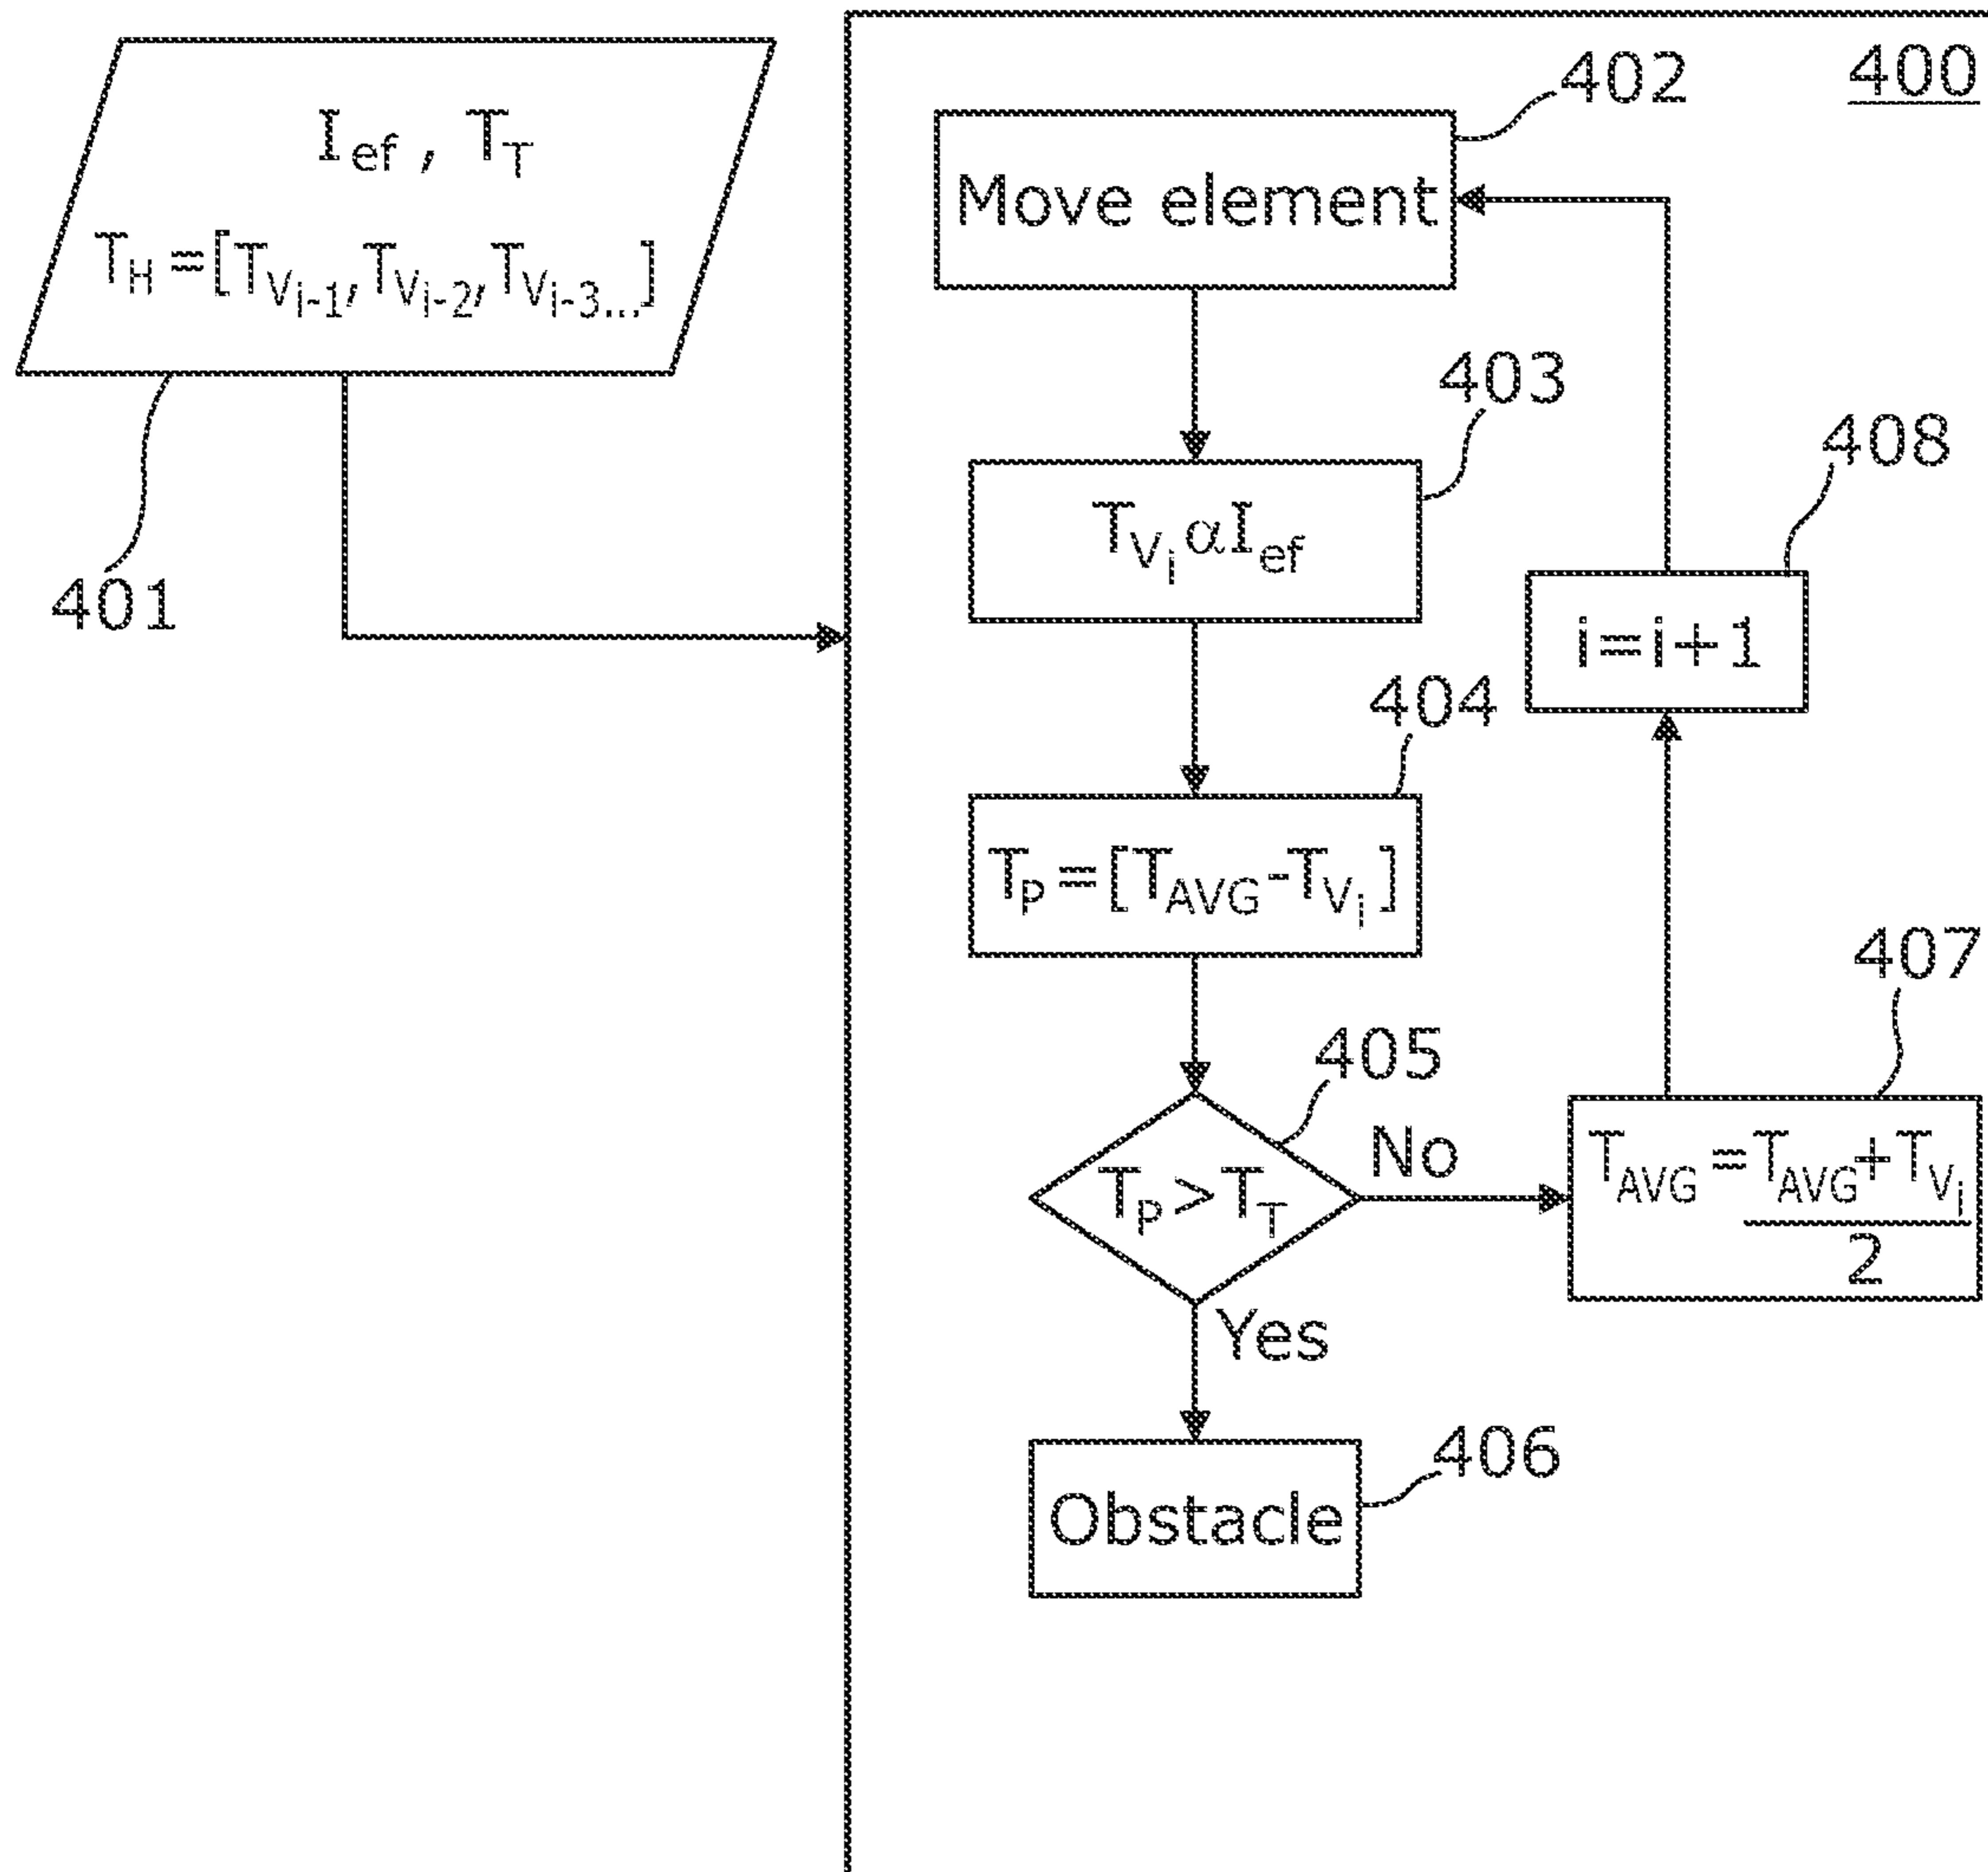 400
I_ef , T_T
T_H=[T_Vi-1, T_Vi-2, T_Vi-3...]
401
402
Move element
403
T_Vi αI_ef
408
i=i+1
404
T_P=[T_AVG-T_Vi]
407
405
No
T_P>T_T
T_AVG=T_AVG+T_Vi
2
Yes
406
Obstacle